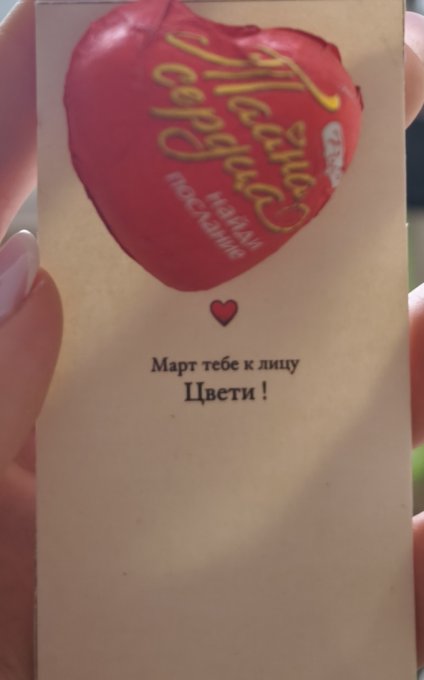 Тайна
сердца
НАЙДИ
ПОСЛАНИЕ
Март тебе к лицу
Цвети !